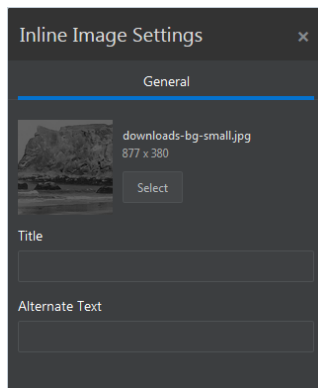 Inline Image Settings ×
General
downloads-bg-small.jpg
877 x 380
Select
Title
Alternate Text